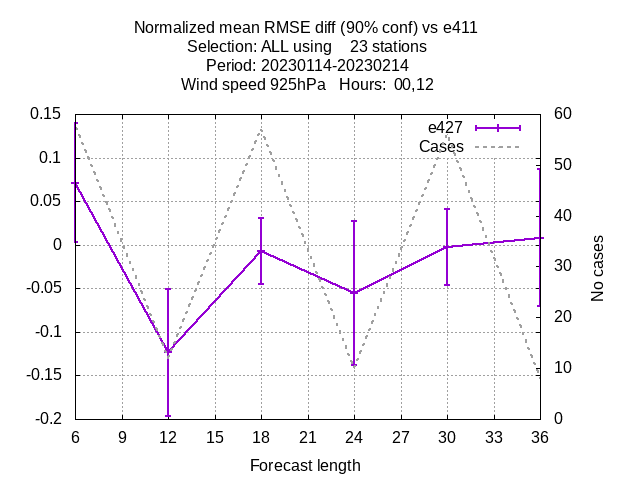 Normalized mean RMSE diff (90% conf) vs e411
Selection: ALL using    23 stations
Period: 20230114-20230214
Wind speed 925hPa   Hours:  00,12
e427
Cases
0.15
0.1
0.05
0
-0.05
-0.1
-0.15
-0.2
60
50
40
30
20
10
0
No cases
6 9 12 15 18 21 24 27 30 33 36
Forecast length